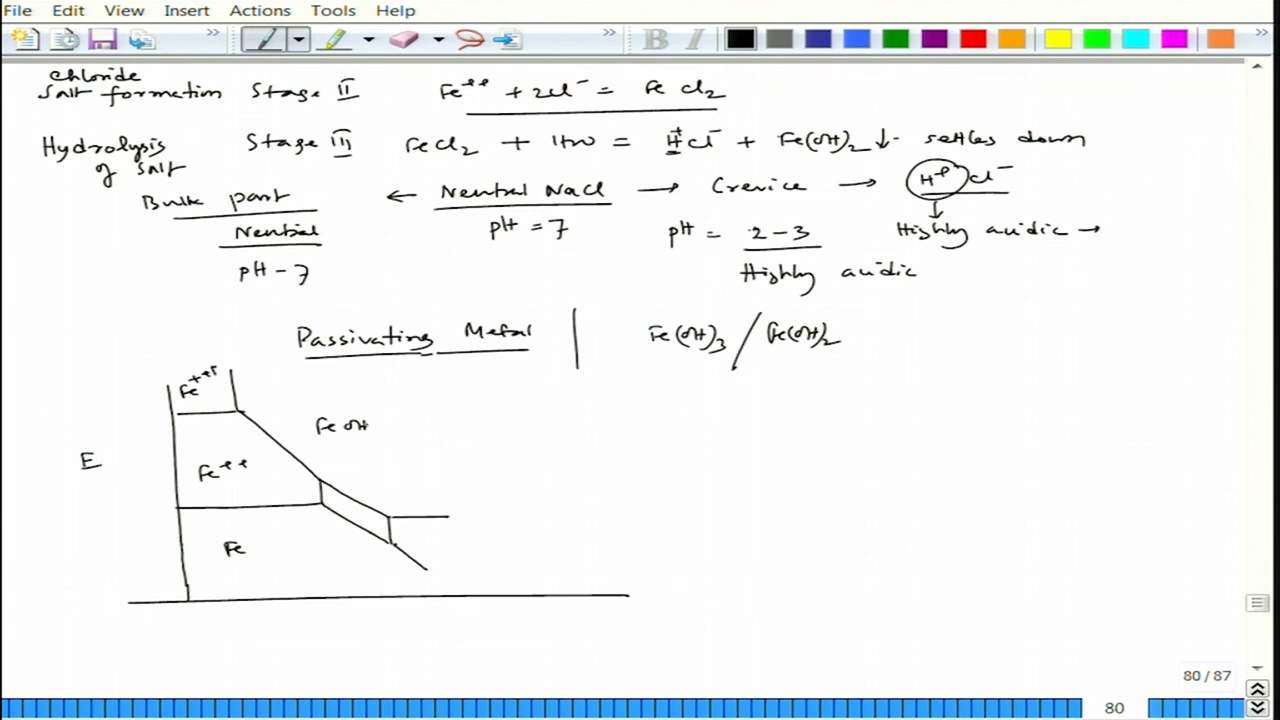 File Edit View Insert Actions Tools Help
chloride
salt formation Stage II Fe⁺⁺ + 2Cl⁻ = FeCl₂
Hydrolysis of salt Stage III FeCl₂ + H₂O = H⁺Cl⁻ + Fe(OH)₂ ↓ settles down
Bulk part ← Neutral NaCl → Crevice → H⁺Cl⁻
Neutral pH = 7 pH = 2-3 Highly acidic →
pH - 7 Highly acidic
Passivating Metal | Fe(OH)₃ / Fe(OH)₂
Fe⁺⁺⁺
Fe OH
E Fe⁺⁺
Fe
80 / 87
80